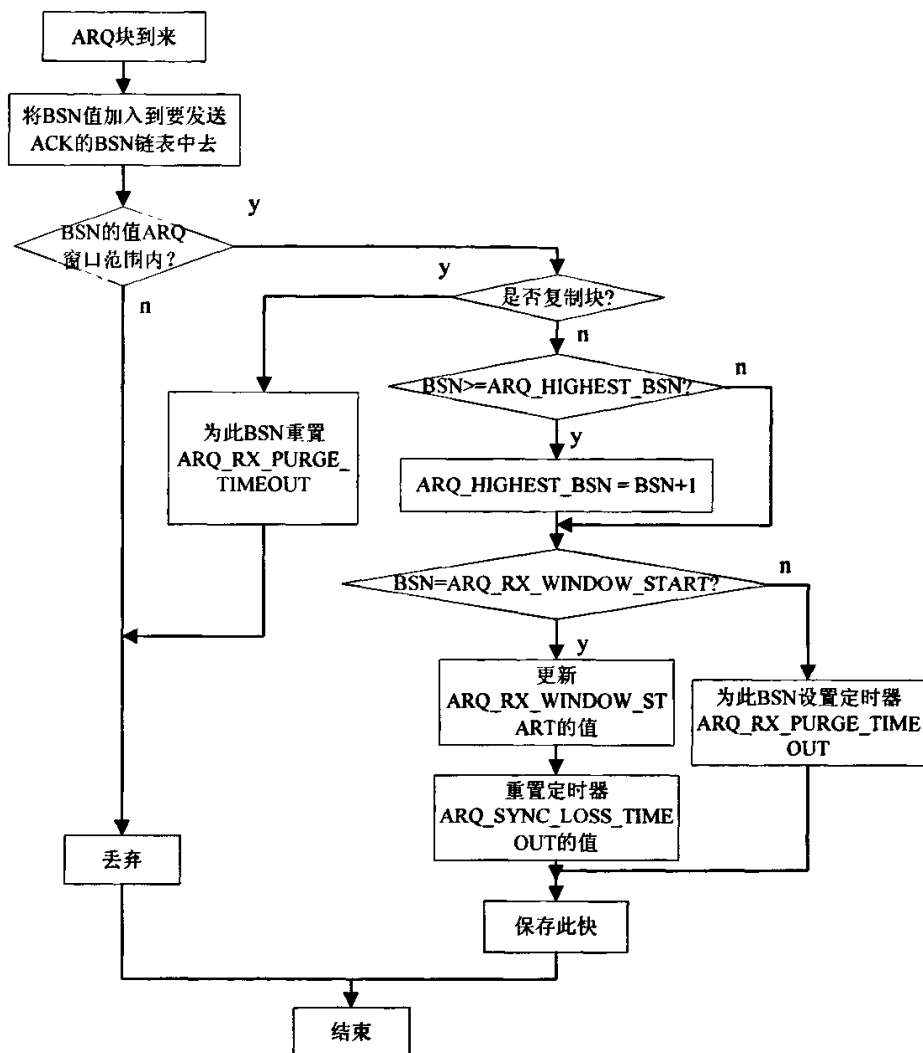 ARQ块到来
将BSN值加入到要发送
ACK的BSN链表中去
y
BSN的值ARQ
窗口范围内?
n
y
是否复制块?
n
n
BSN>=ARQ_HIGHEST_BSN?
y
为此BSN重置
ARQ_RX_PURGE_
TIMEOUT
ARQ_HIGHEST_BSN = BSN+1
n
BSN=ARQ_RX_WINDOW_START?
y
更新
ARQ_RX_WINDOW_ST
ART的值
为此BSN设置定时器
ARQ_RX_PURGE_TIME
OUT
重置定时器
ARQ_SYNC_LOSS_TIME
OUT的值
丢弃
保存此快
结束